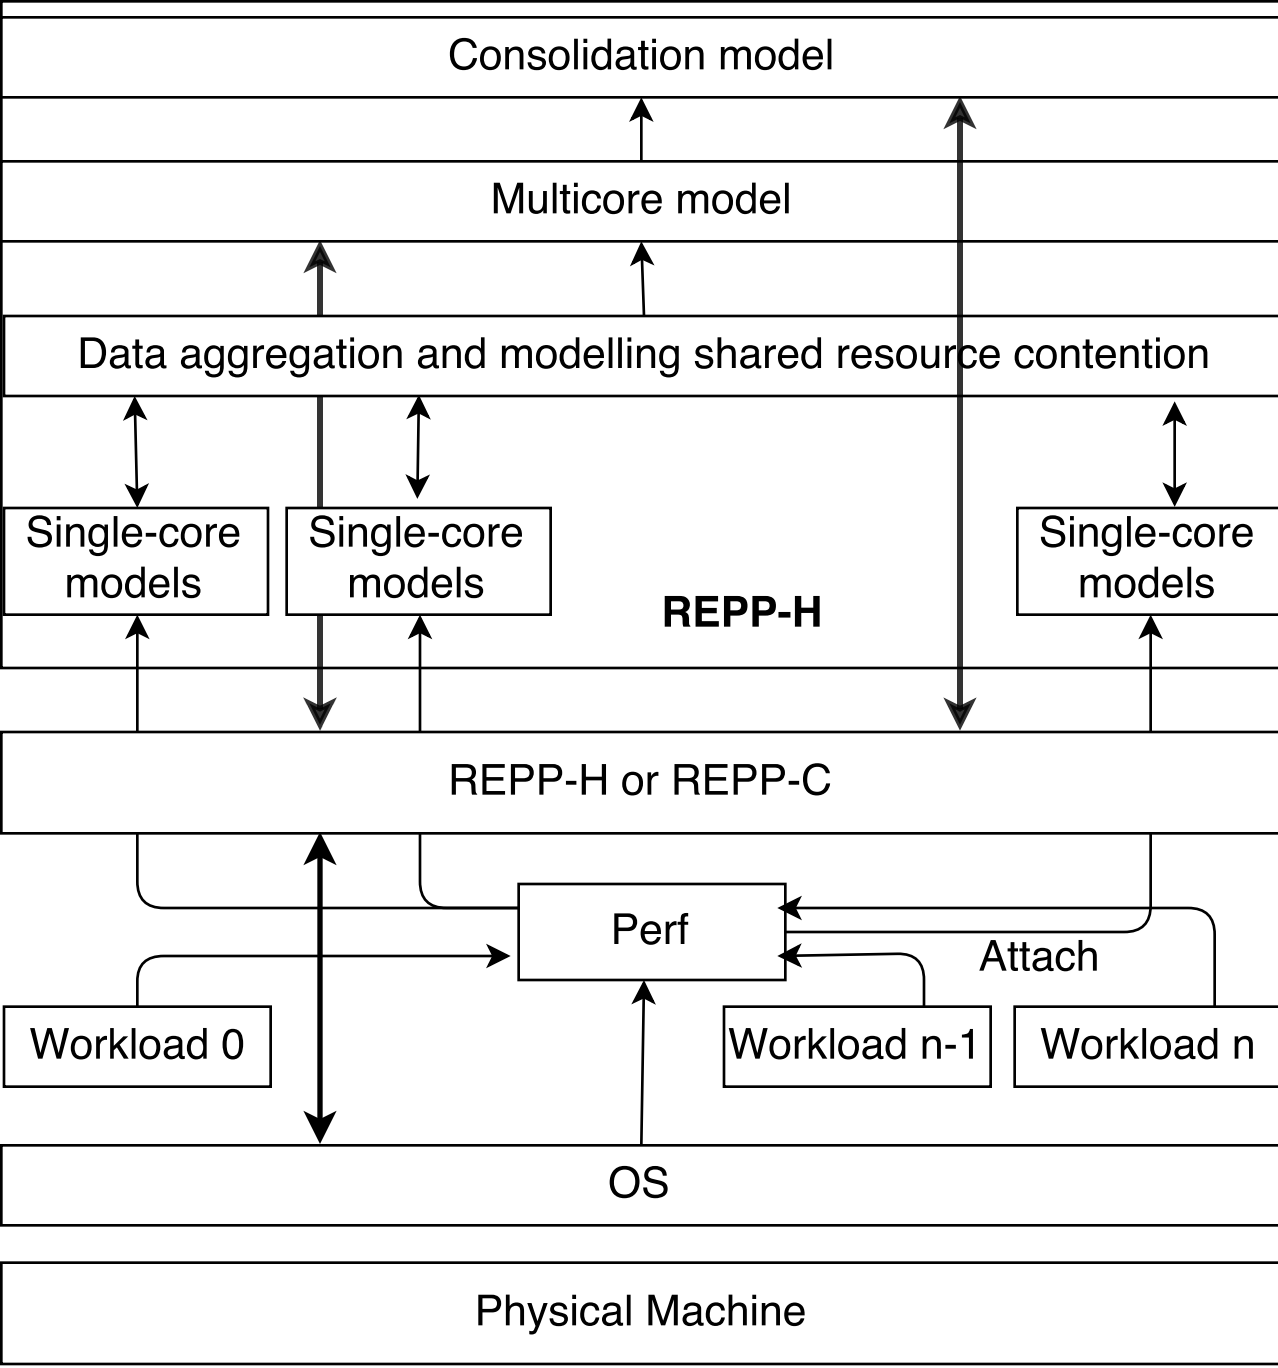 Consolidation model
Multicore model
Data aggregation and modelling shared resource contention
Single-core
models
Single-core
models
Single-core
models
REPP-H
REPP-H or REPP-C
Perf
Attach
Workload 0
Workload n-1
Workload n
OS
Physical Machine